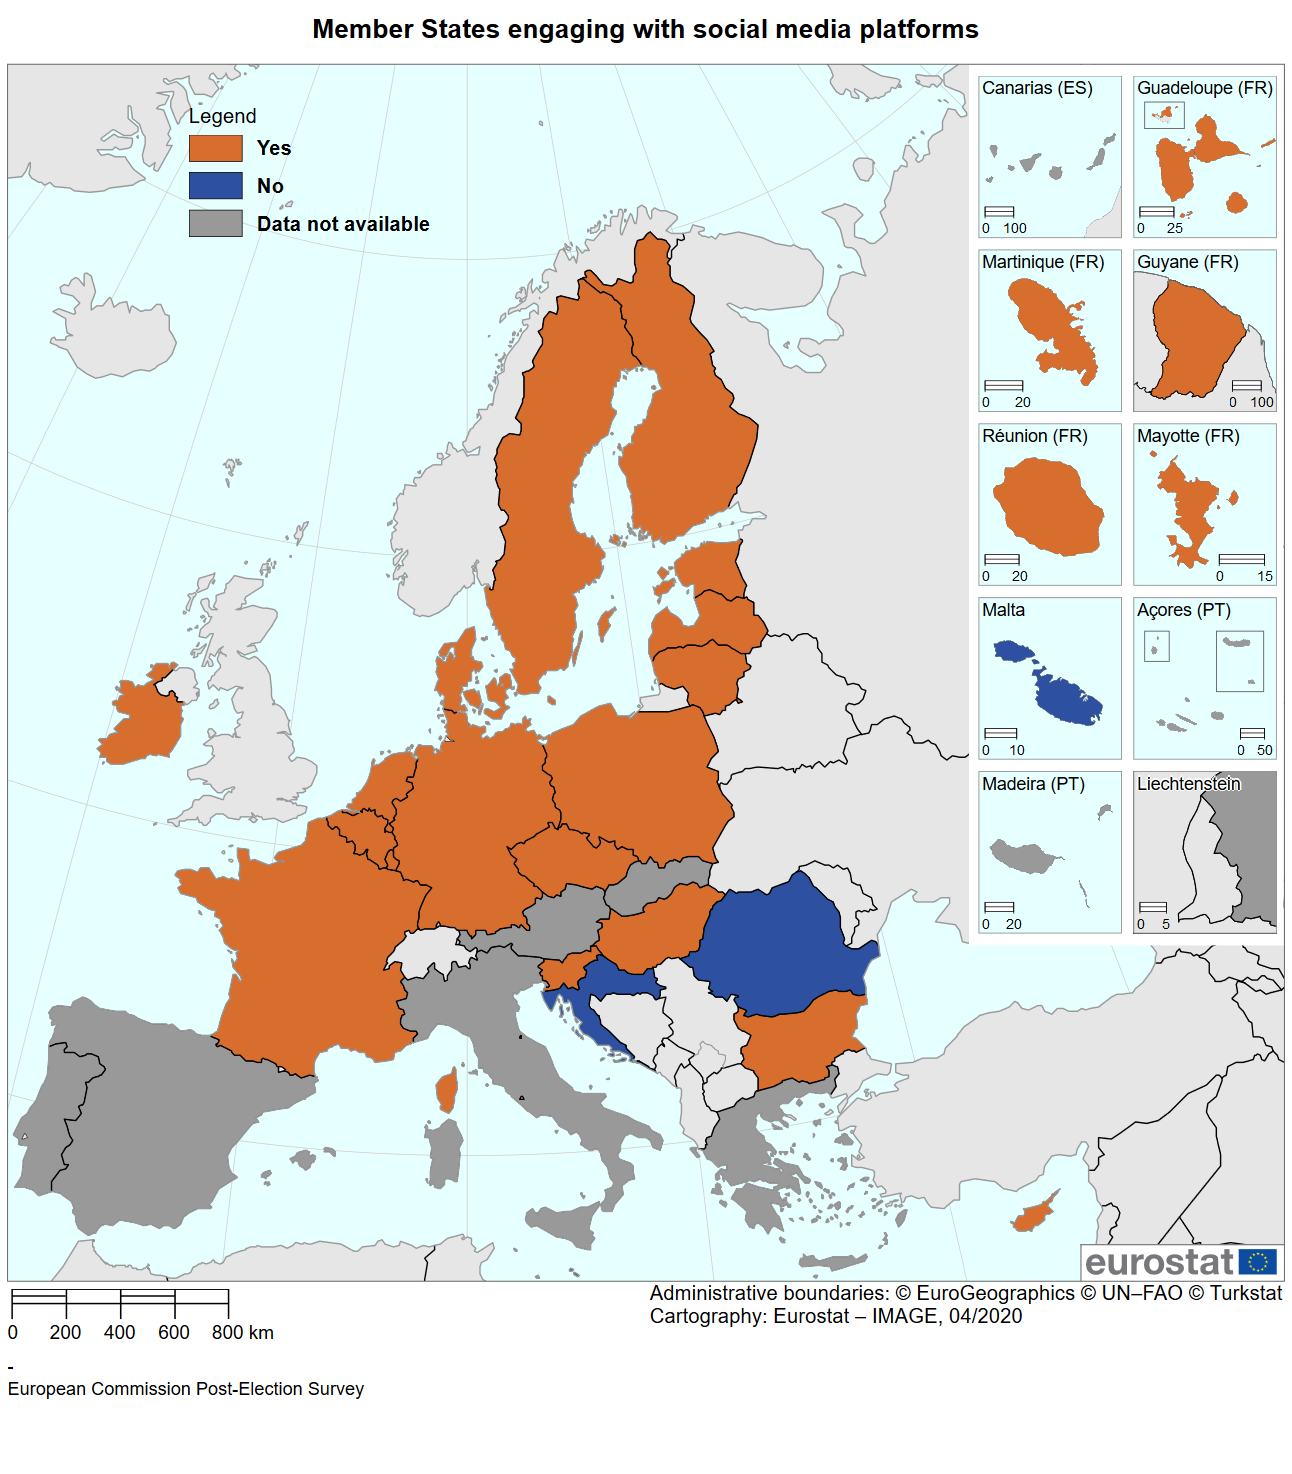 Member States engaging with social media platforms
Legend
Yes
No
Data not available
Canarias (ES)
0 100
Guadeloupe (FR)
0 25
Martinique (FR)
0 20
Guyane (FR)
0 100
Réunion (FR)
0 20
Mayotte (FR)
0 15
Malta
0 10
Açores (PT)
0 50
Madeira (PT)
0 20
Liechtenstein
0 5
eurostat
Administrative boundaries: © EuroGeographics © UN–FAO © Turkstat
Cartography: Eurostat – IMAGE, 04/2020
0 200 400 600 800 km
-
European Commission Post-Election Survey